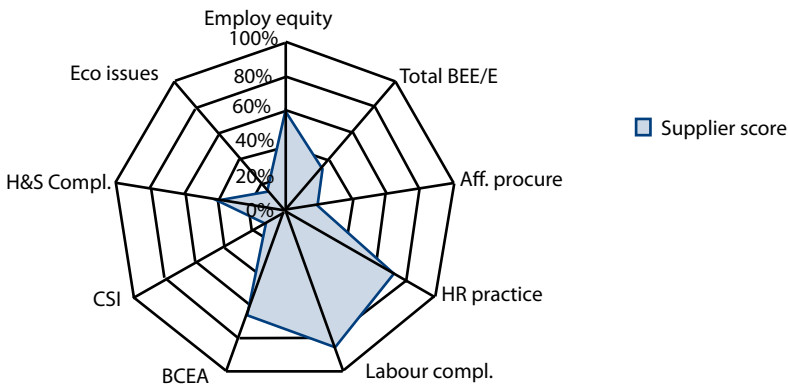 Employ equity
100%
80%
60%
40%
20%
0%
Total BEE/E
Aff. procure
HR practice
Labour compl.
BCEA
CSI
H&S Compl.
Eco issues
Supplier score